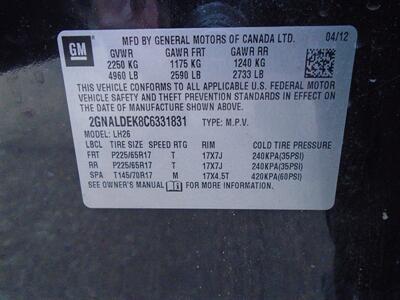 GM
MFD BY GENERAL MOTORS OF CANADA LTD. 04/12
GVWR GAWR FRT GAWR RR
2250 KG 1175 KG 1240 KG
4960 LB 2590 LB 2733 LB
THIS VEHICLE CONFORMS TO ALL APPLICABLE U.S. FEDERAL MOTOR
VEHICLE SAFETY AND THEFT PREVENTION STANDARDS IN EFFECT ON THE
DATE OF MANUFACTURE SHOWN ABOVE.
2GNALDEK8C6331831 TYPE: M.P.V.
MODEL: LH26
LBCL TIRE SIZE SPEED RTG RIM COLD TIRE PRESSURE
FRT P225/65R17 T 17X7J 240KPA(35PSI)
RR P225/65R17 T 17X7J 240KPA(35PSI)
SPA T145/70R17 M 17X4.5T 420KPA(60PSI)
SEE OWNER'S MANUAL FOR MORE INFORMATION.